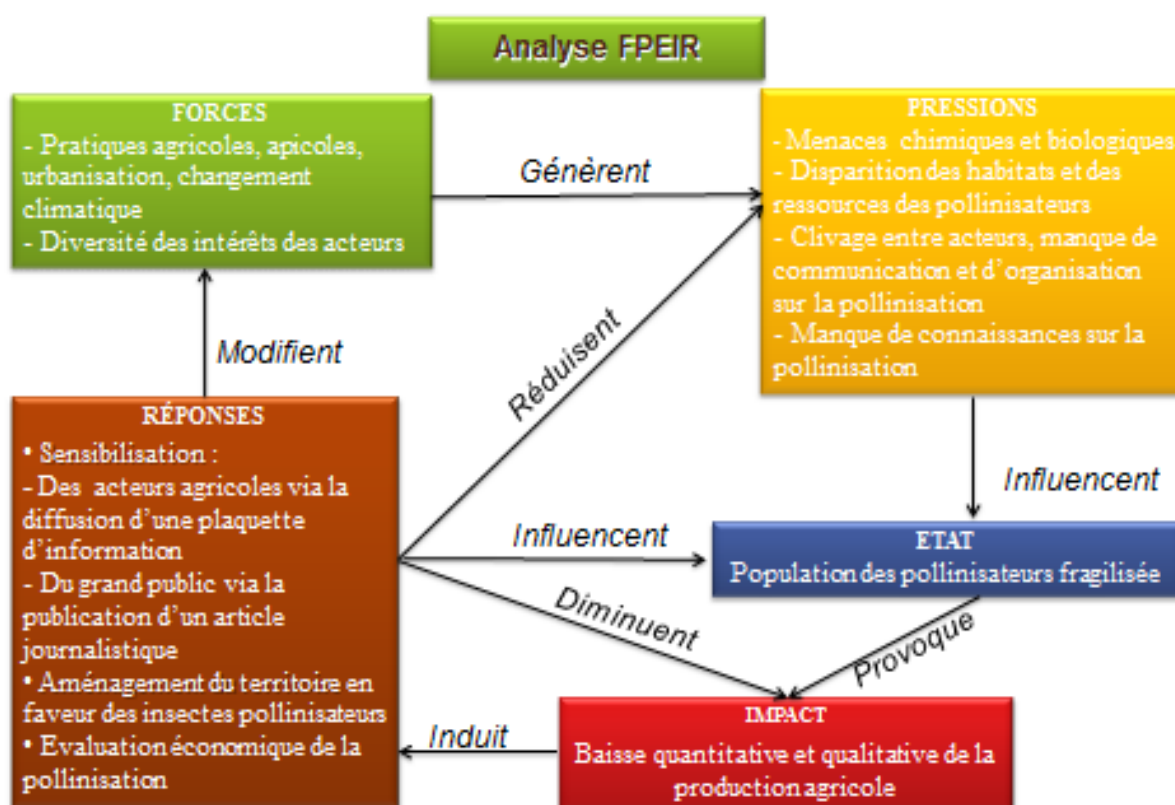 Analyse FPEIR
FORCES
- Pratiques agricoles, apicoles,
urbanisation, changement
climatique
- Diversité des intérêts des acteurs
Génèrent
PRESSIONS
- Menaces chimiques et biologiques
- Disparition des habitats et des
ressources des pollinisateurs
- Clivage entre acteurs, manque de
communication et d'organisation
sur la pollinisation
- Manque de connaissances sur la
pollinisation
Modifient
Réduisent
Influencent
RÉPONSES
• Sensibilisation :
- Des acteurs agricoles via la
diffusion d'une plaquette
d'information
- Du grand public via la
publication d'un article
journalistique
• Aménagement du territoire en
faveur des insectes pollinisateurs
• Evaluation économique de la
pollinisation
Influencent
ETAT
Population des pollinisateurs fragilisée
Diminuent
Provoque
Induit
IMPACT
Baisse quantitative et qualitative de la
production agricole